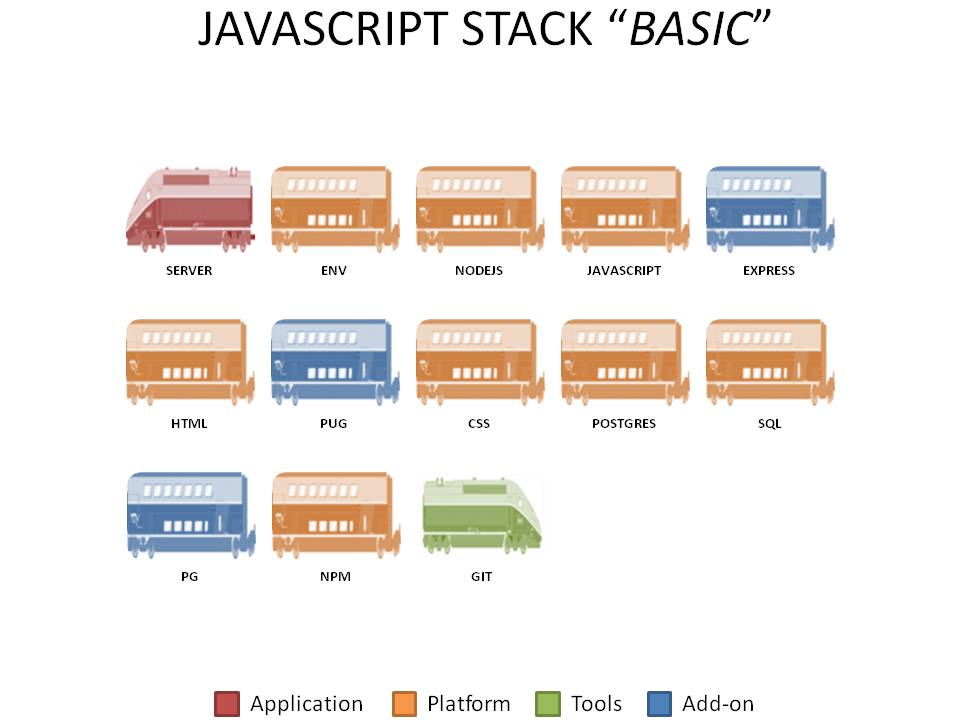 JAVASCRIPT STACK “BASIC”
SERVER ENV NODEJS JAVASCRIPT EXPRESS
HTML PUG CSS POSTGRES SQL
PG NPM GIT
Application Platform Tools Add-on